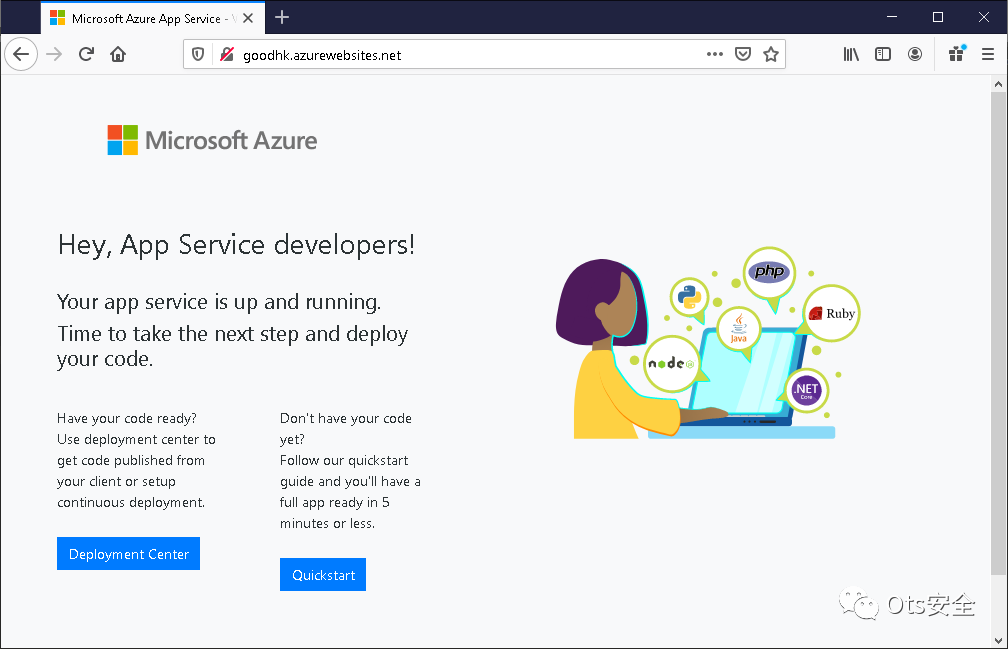 Microsoft Azure App Service - W
goodhk.azurewebsites.net
Microsoft Azure
Hey, App Service developers!
Your app service is up and running.
Time to take the next step and deploy
your code.
Have your code ready?
Use deployment center to
get code published from
your client or setup
continuous deployment.
Deployment Center
Don't have your code
yet?
Follow our quickstart
guide and you'll have a
full app ready in 5
minutes or less.
Quickstart
php
Ruby
Java
node
.NET
Core
Ots安全